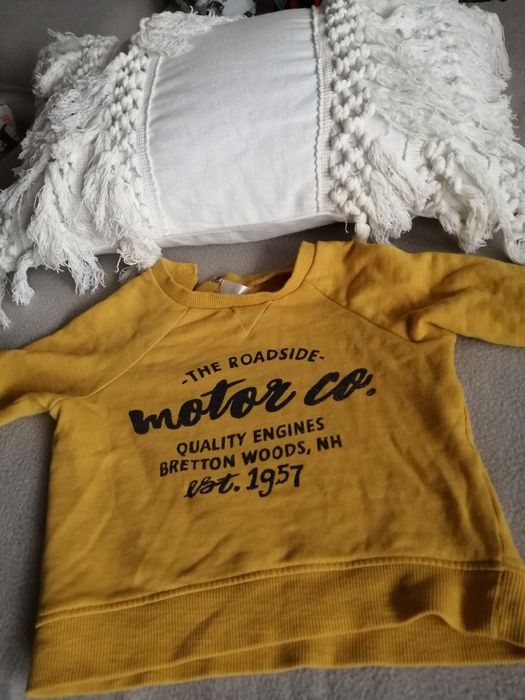 -THE ROADSIDE-
motor co.
QUALITY ENGINES
BRETTON WOODS, NH
est. 1957